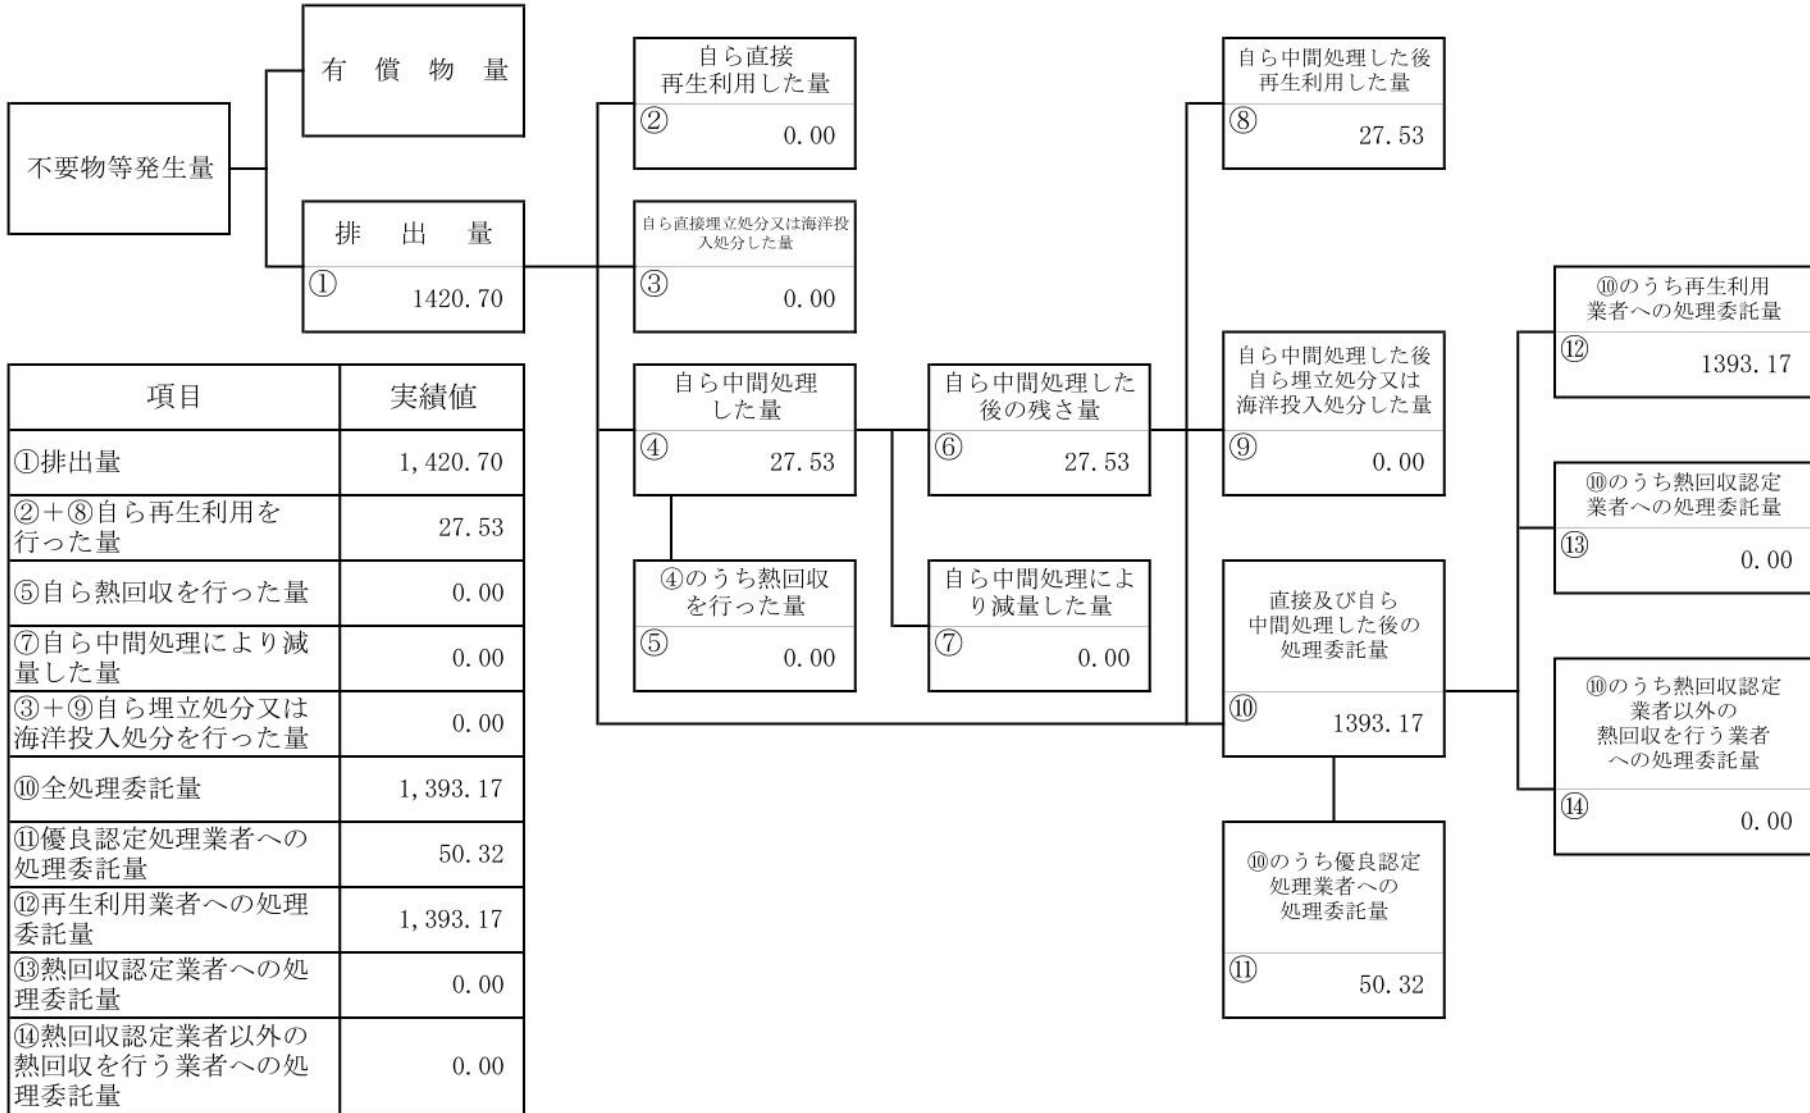 有償物量
不要物等発生量
排出量
①
1420.70
自ら直接
再生利用した量
②
0.00
自ら直接埋立処分又は海洋投
入処分した量
③
0.00
自ら中間処理
した量
④
27.53
④のうち熱回収
を行った量
⑤
0.00
自ら中間処理した
後の残さ量
⑥
27.53
自ら中間処理によ
り減量した量
⑦
0.00
自ら中間処理した後
再生利用した量
⑧
27.53
自ら中間処理した後
自ら埋立処分又は
海洋投入処分した量
⑨
0.00
直接及び自ら
中間処理した後の
処理委託量
⑩
1393.17
⑩のうち優良認定
処理業者への
処理委託量
⑪
50.32
⑩のうち再生利用
業者への処理委託量
⑫
1393.17
⑩のうち熱回収認定
業者への処理委託量
⑬
0.00
⑩のうち熱回収認定
業者以外の
熱回収を行う業者
への処理委託量
⑭
0.00
項目 実績値
①排出量 1,420.70
②＋⑧自ら再生利用を
行った量 27.53
⑤自ら熱回収を行った量 0.00
⑦自ら中間処理により減
量した量 0.00
③＋⑨自ら埋立処分又は
海洋投入処分を行った量 0.00
⑩全処理委託量 1,393.17
⑪優良認定処理業者への
処理委託量 50.32
⑫再生利用業者への処理
委託量 1,393.17
⑬熱回収認定業者への処
理委託量 0.00
⑭熱回収認定業者以外の
熱回収を行う業者への処
理委託量 0.00